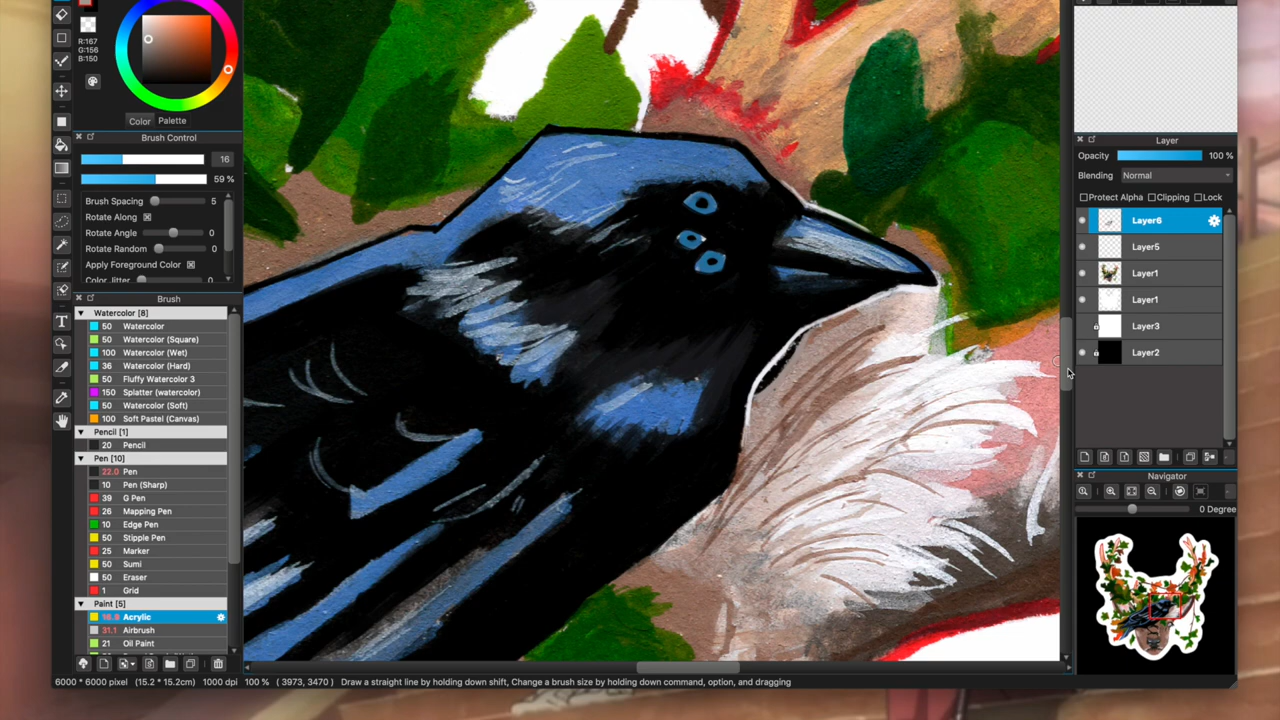 R:167
G:156
B:150
Color
Palette
Brush Control
16
59 %
Brush Spacing 5
Rotate Along
Rotate Angle 0
Rotate Random 0
Apply Foreground Color
Color Jitter 0
Brush
Watercolor [8]
50 Watercolor
50 Watercolor (Square)
100 Watercolor (Wet)
36 Watercolor (Hard)
50 Fluffy Watercolor 3
150 Splatter (watercolor)
50 Watercolor (Soft)
100 Soft Pastel (Canvas)
Pencil [1]
20 Pencil
Pen [10]
22.0 Pen
10 Pen (Sharp)
39 G Pen
26 Mapping Pen
10 Edge Pen
50 Stipple Pen
25 Marker
50 Sumi
50 Eraser
1 Grid
Paint [5]
Acrylic
31.1 Airbrush
21 Oil Paint
Layer
Opacity 100 %
Blending Normal
Protect Alpha Clipping Lock
Layer6
Layer5
Layer1
Layer1
Layer3
Layer2
Navigator
0 Degree
6000 * 6000 pixel (15.2 * 15.2cm) 1000 dpi 100 % ( 3973, 3470 ) Draw a straight line by holding down shift, Change a brush size by holding down command, option, and dragging